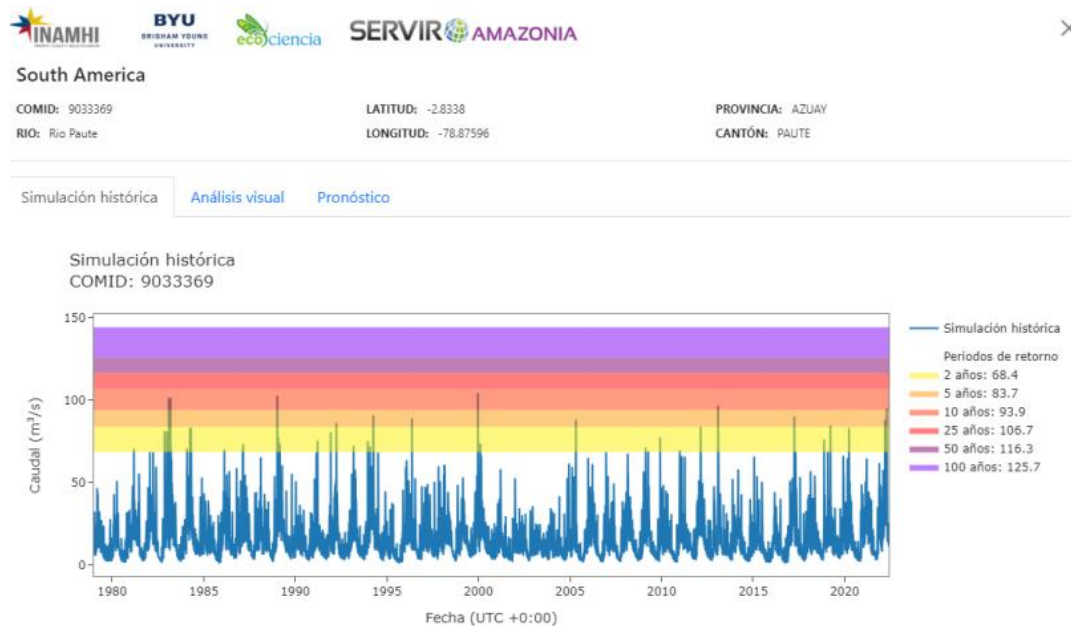 INAMHI
BYU
BRIGHAM YOUNG
UNIVERSITY
ecociencia
SERVIR AMAZONIA
South America
COMID: 9033369
LATITUD: -2.8338
PROVINCIA: AZUAY
RIO: Rio Paute
LONGITUD: -78.87596
CANTÓN: PAUTE
Simulación histórica
Análisis visual
Pronóstico
Simulación histórica
COMID: 9033369
150
100
50
0
Caudal (m³/s)
1980
1985
1990
1995
2000
2005
2010
2015
2020
Fecha (UTC +0:00)
Simulación histórica
Periodos de retorno
2 años: 68.4
5 años: 83.7
10 años: 93.9
25 años: 106.7
50 años: 116.3
100 años: 125.7